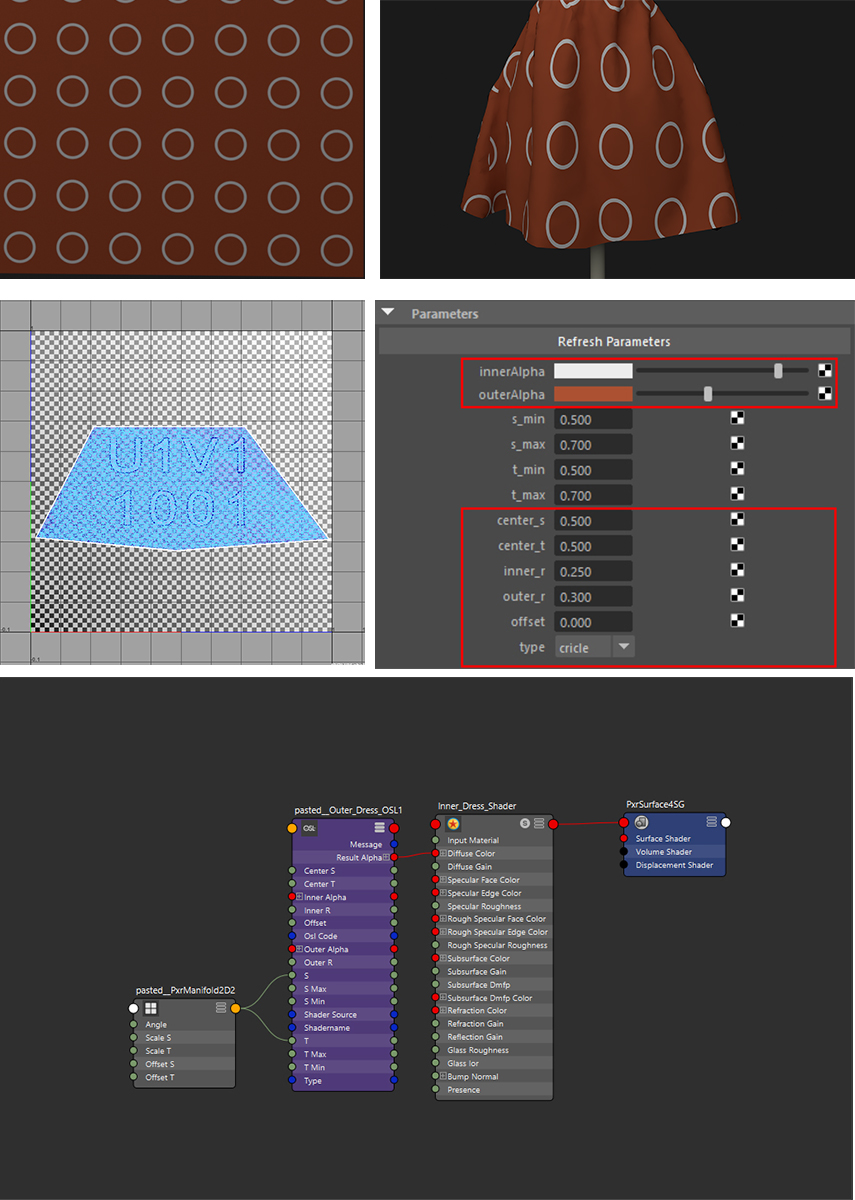 U1V1
1001
0.1
0.1
Parameters
Refresh Parameters
innerAlpha
outerAlpha
s_min 0.500
s_max 0.700
t_min 0.500
t_max 0.700
center_s 0.500
center_t 0.500
inner_r 0.250
outer_r 0.300
offset 0.000
type cricle
pasted__Outer_Dress_OSL1
OSL
Message
Result Alpha
Center S
Center T
Inner Alpha
Inner R
Offset
Osl Code
Outer Alpha
Outer R
S
S Max
S Min
Shader Source
Shadername
T
T Max
T Min
Type
Inner_Dress_Shader
S
Input Material
Diffuse Color
Diffuse Gain
Specular Face Color
Specular Edge Color
Specular Roughness
Rough Specular Face Color
Rough Specular Edge Color
Rough Specular Roughness
Subsurface Color
Subsurface Gain
Subsurface Dmfp
Subsurface Dmfp Color
Refraction Color
Refraction Gain
Reflection Gain
Glass Roughness
Glass Ior
Bump Normal
Presence
PxrSurface4SG
Surface Shader
Volume Shader
Displacement Shader
pasted__PxrManifold2D2
Angle
Scale S
Scale T
Offset S
Offset T